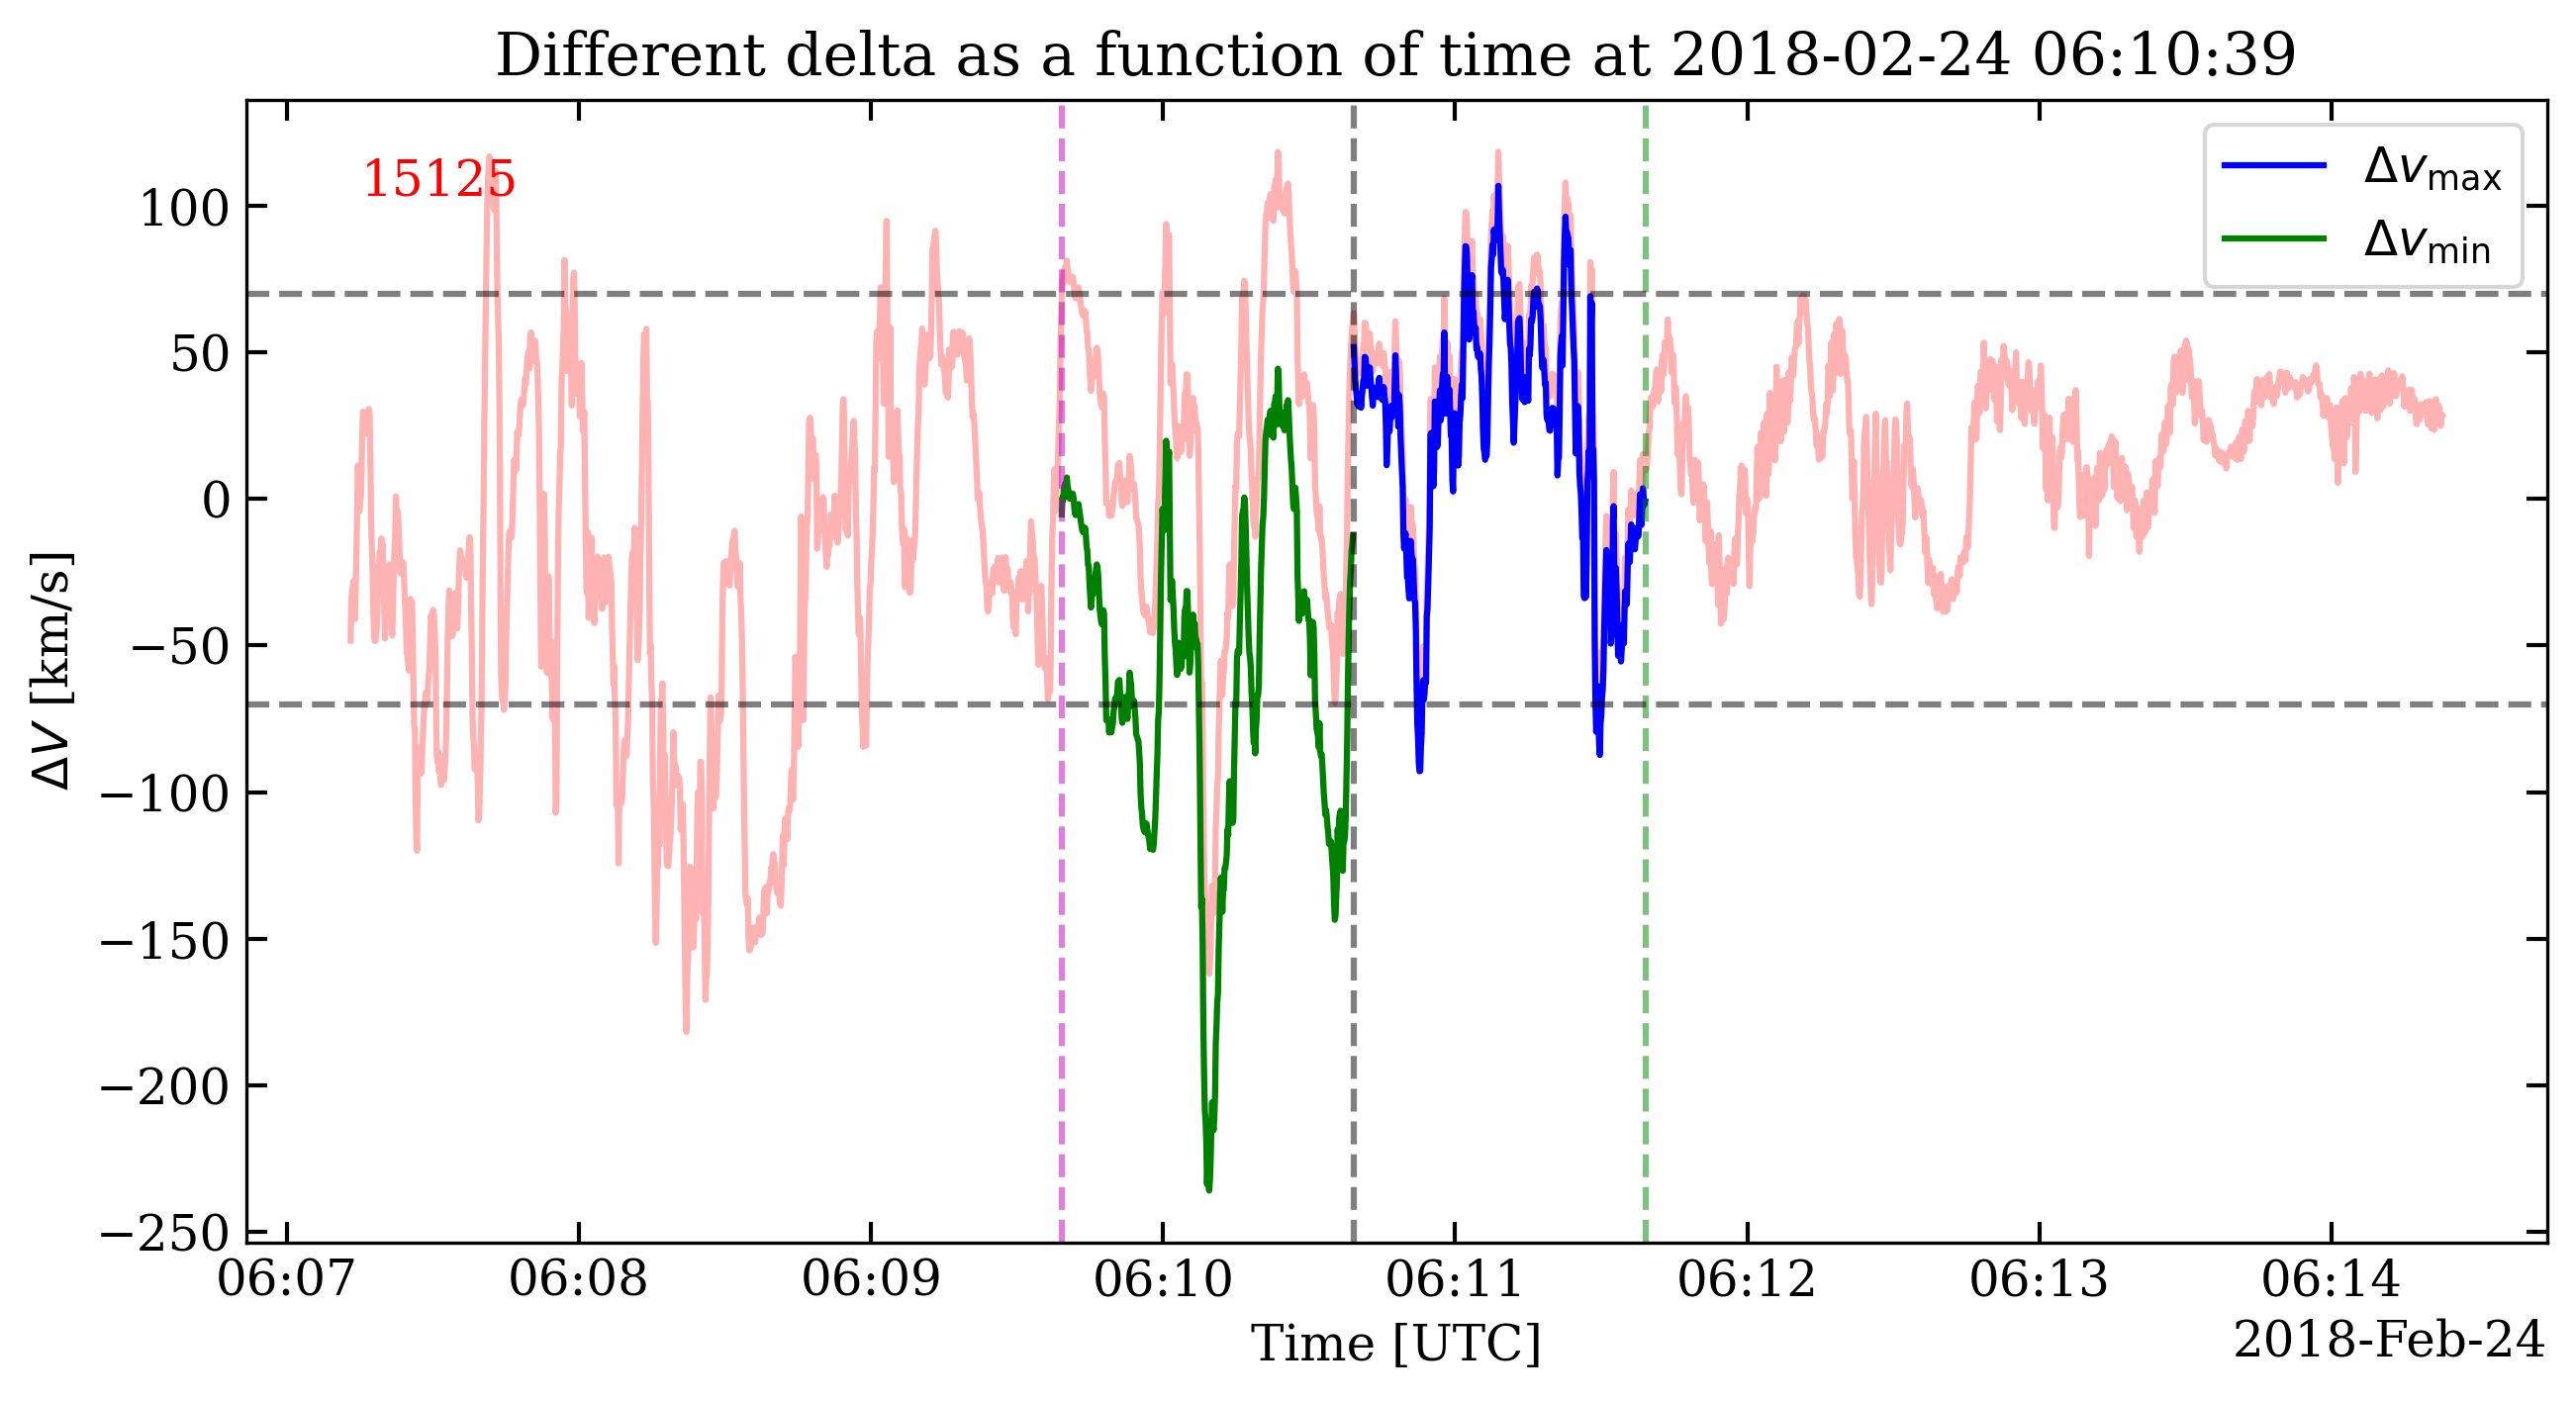 Different delta as a function of time at 2018-02-24 06:10:39
15125
Δv_max
Δv_min
100
50
0
−50
−100
−150
−200
−250
ΔV [km/s]
06:07 06:08 06:09 06:10 06:11 06:12 06:13 06:14
Time [UTC]
2018-Feb-24